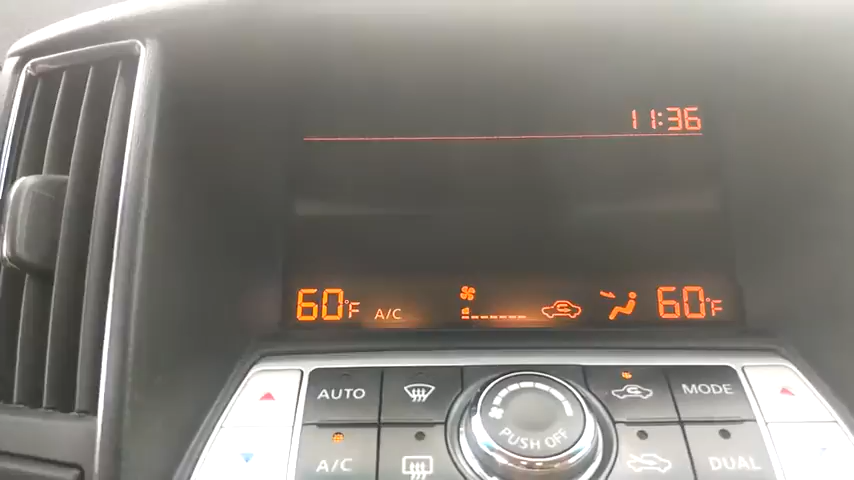 11:36
60°F A/C 60°F
AUTO MODE
PUSH OFF
A/C DUAL